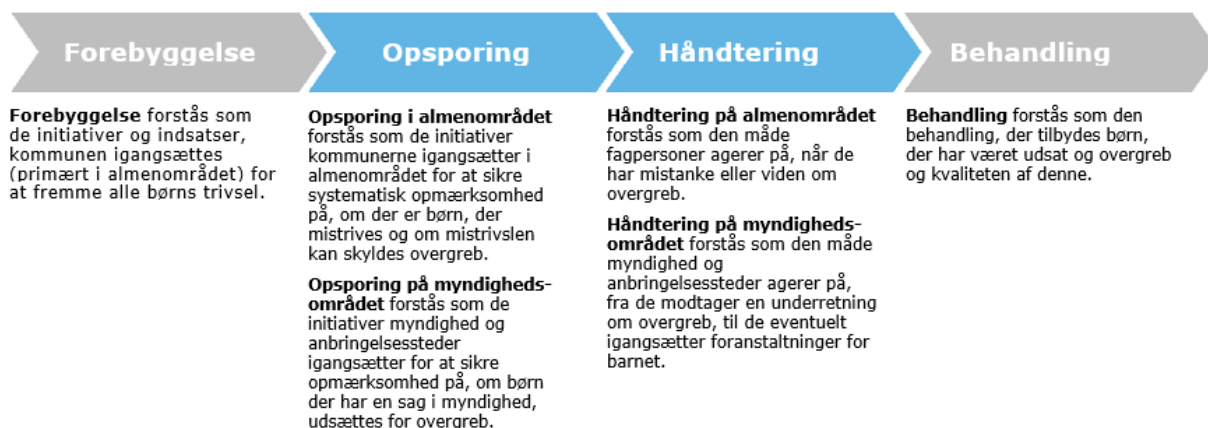 Forebyggelse
Opsporing
Håndtering
Behandling
Forebyggelse forstås som
de initiativer og indsatser,
kommunen igangsættes
(primært i almenområdet) for
at fremme alle børns trivsel.
Opsporing i almenområdet
forstås som de initiativer
kommunerne igangsætter i
almenområdet for at sikre
systematisk opmærksomhed
på, om der er børn, der
mistrives og om mistrivslen
kan skyldes overgreb.
Opsporing på myndigheds-
området forstås som de
initiativer myndighed og
anbringelsessteder
igangsætter for at sikre
opmærksomhed på, om børn
der har en sag i myndighed,
udsættes for overgreb.
Håndtering på almenområdet
forstås som den måde
fagpersoner agerer på, når de
har mistanke eller viden om
overgreb.
Håndtering på myndigheds-
området forstås som den måde
myndighed og
anbringelsessteder agerer på,
fra de modtager en underretning
om overgreb, til de eventuelt
igangsætter foranstaltninger for
barnet.
Behandling forstås som den
behandling, der tilbydes børn,
der har været udsat og overgreb
og kvaliteten af denne.